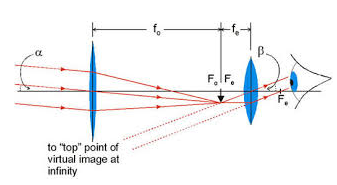 fo fe
α β
Fo Fe
Fe
to "top" point of
virtual image at
infinity